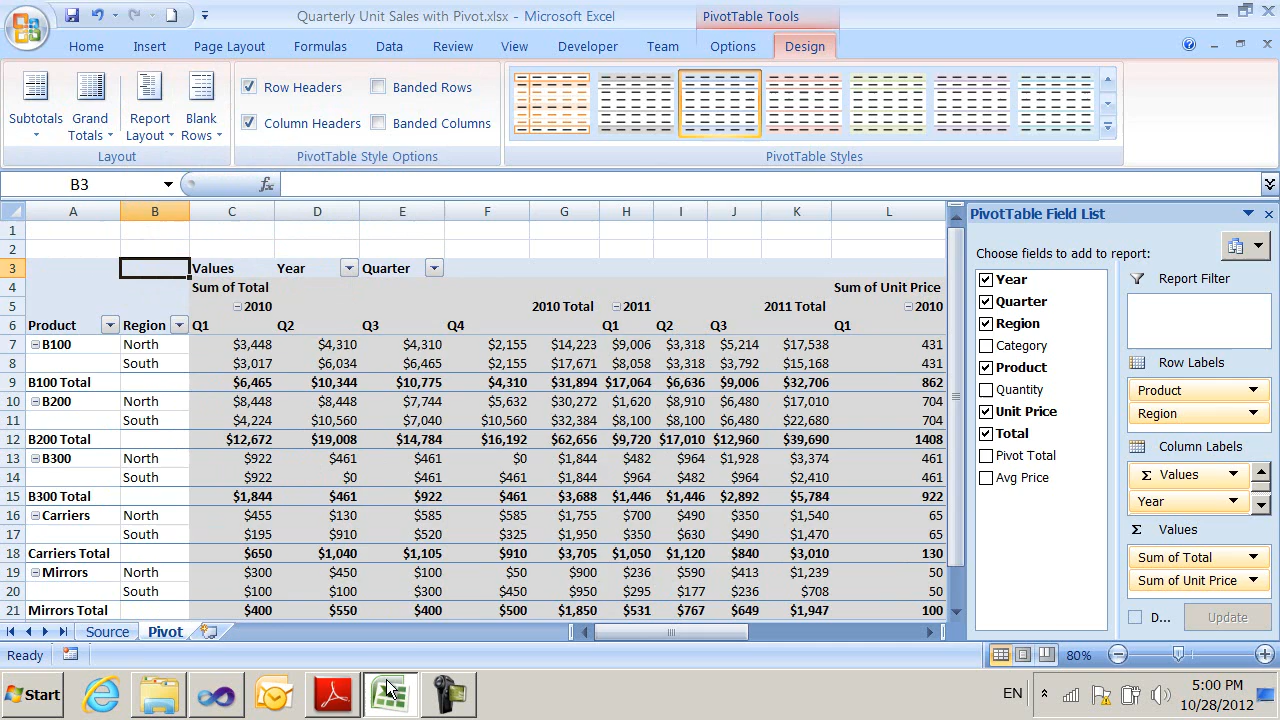 Quarterly Unit Sales with Pivot.xlsx - Microsoft Excel
PivotTable Tools
Home Insert Page Layout Formulas Data Review View Developer Team Options Design
Subtotals Grand Totals Report Layout Blank Rows
Layout
Row Headers Banded Rows
Column Headers Banded Columns
PivotTable Style Options
PivotTable Styles
B3 fx
A B C D E F G H I J K L
1
2
3 Values Year Quarter
4 Sum of Total Sum of Unit Price
5 2010 2010 Total 2011 2011 Total 2010
6 Product Region Q1 Q2 Q3 Q4 Q1 Q2 Q3 Q1
7 B100 North $3,448 $4,310 $4,310 $2,155 $14,223 $9,006 $3,318 $5,214 $17,538 431
8 South $3,017 $6,034 $6,465 $2,155 $17,671 $8,058 $3,318 $3,792 $15,168 431
9 B100 Total $6,465 $10,344 $10,775 $4,310 $31,894 $17,064 $6,636 $9,006 $32,706 862
10 B200 North $8,448 $8,448 $7,744 $5,632 $30,272 $1,620 $8,910 $6,480 $17,010 704
11 South $4,224 $10,560 $7,040 $10,560 $32,384 $8,100 $8,100 $6,480 $22,680 704
12 B200 Total $12,672 $19,008 $14,784 $16,192 $62,656 $9,720 $17,010 $12,960 $39,690 1408
13 B300 North $922 $461 $461 $0 $1,844 $482 $964 $1,928 $3,374 461
14 South $922 $0 $461 $461 $1,844 $964 $482 $964 $2,410 461
15 B300 Total $1,844 $461 $922 $461 $3,688 $1,446 $1,446 $2,892 $5,784 922
16 Carriers North $455 $130 $585 $585 $1,755 $700 $490 $350 $1,540 65
17 South $195 $910 $520 $325 $1,950 $350 $630 $490 $1,470 65
18 Carriers Total $650 $1,040 $1,105 $910 $3,705 $1,050 $1,120 $840 $3,010 130
19 Mirrors North $300 $450 $100 $50 $900 $236 $590 $413 $1,239 50
20 South $100 $100 $300 $450 $950 $295 $177 $236 $708 50
21 Mirrors Total $400 $550 $400 $500 $1,850 $531 $767 $649 $1,947 100
Source Pivot
PivotTable Field List
Choose fields to add to report:
Year
Quarter
Region
Category
Product
Quantity
Unit Price
Total
Pivot Total
Avg Price
Report Filter
Row Labels
Product
Region
Column Labels
Σ Values
Year
Σ Values
Sum of Total
Sum of Unit Price
D... Update
Ready 80%
Start EN 5:00 PM
10/28/2012